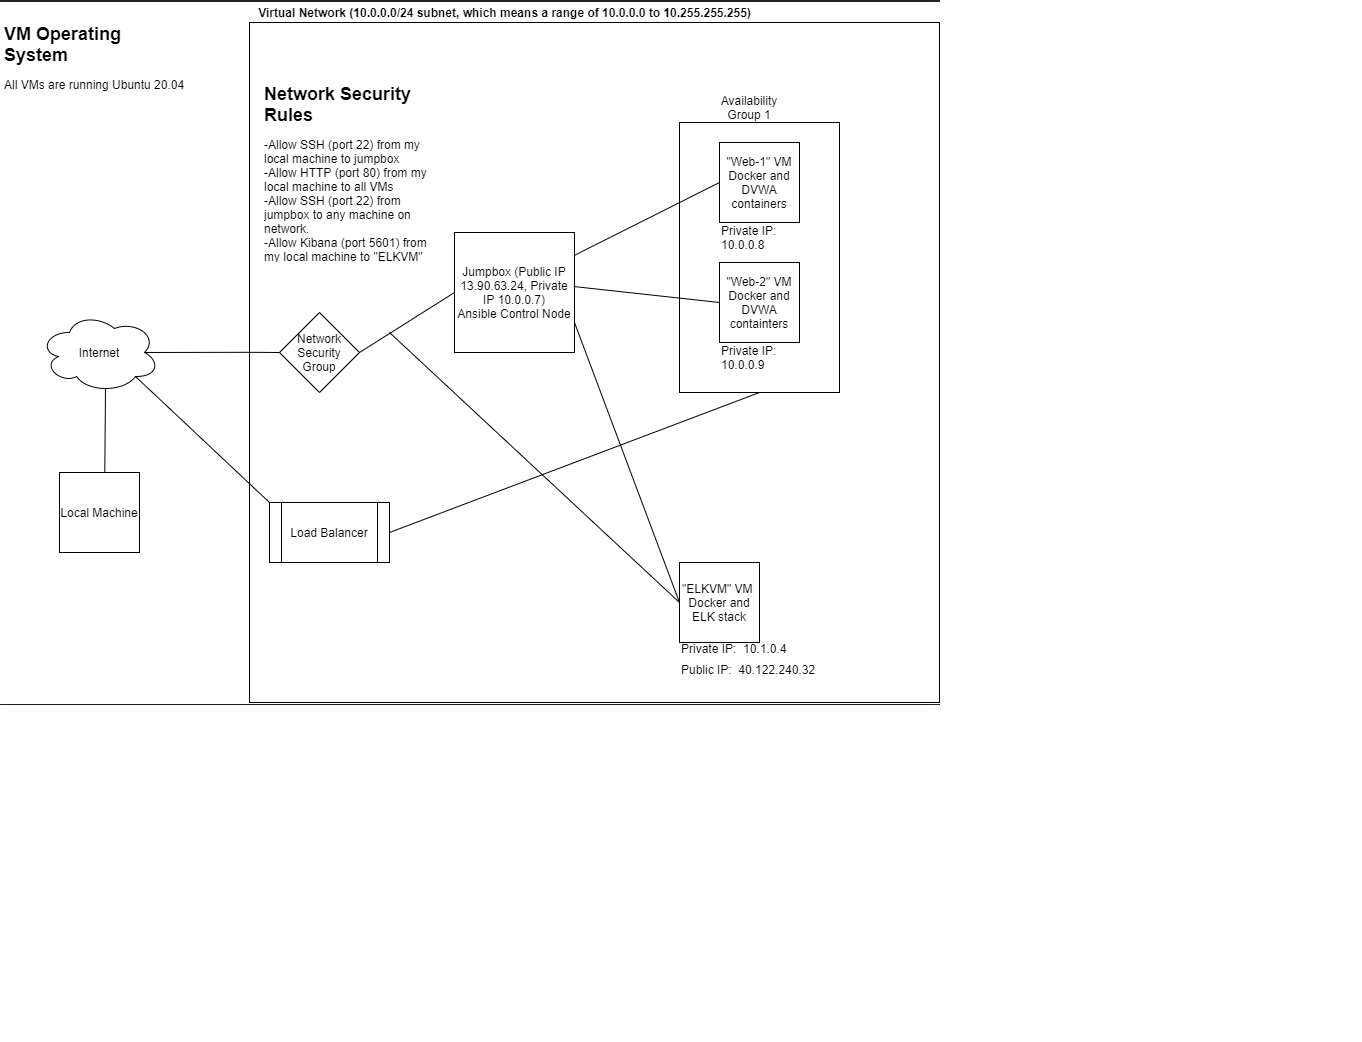 Virtual Network (10.0.0.0/24 subnet, which means a range of 10.0.0.0 to 10.255.255.255)
VM Operating
System
All VMs are running Ubuntu 20.04
Network Security
Rules
-Allow SSH (port 22) from my
local machine to jumpbox
-Allow HTTP (port 80) from my
local machine to all VMs
-Allow SSH (port 22) from
jumpbox to any machine on
network.
-Allow Kibana (port 5601) from
my local machine to "ELKVM"
Availability
Group 1
"Web-1" VM
Docker and
DVWA
containers
Private IP:
10.0.0.8
Jumpbox (Public IP
13.90.63.24, Private
IP 10.0.0.7)
Ansible Control Node
"Web-2" VM
Docker and
DVWA
containters
Private IP:
10.0.0.9
Internet
Network
Security
Group
Local Machine
Load Balancer
"ELKVM" VM
Docker and
ELK stack
Private IP:  10.1.0.4
Public IP:  40.122.240.32